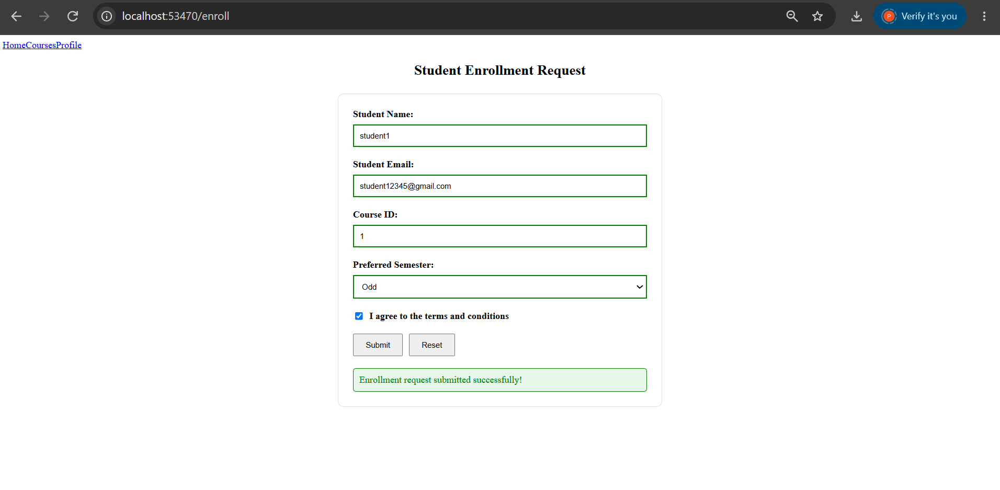 localhost:53470/enroll
P Verify it's you
HomeCoursesProfile
Student Enrollment Request
Student Name:
student1
Student Email:
student12345@gmail.com
Course ID:
1
Preferred Semester:
Odd
I agree to the terms and conditions
Submit Reset
Enrollment request submitted successfully!